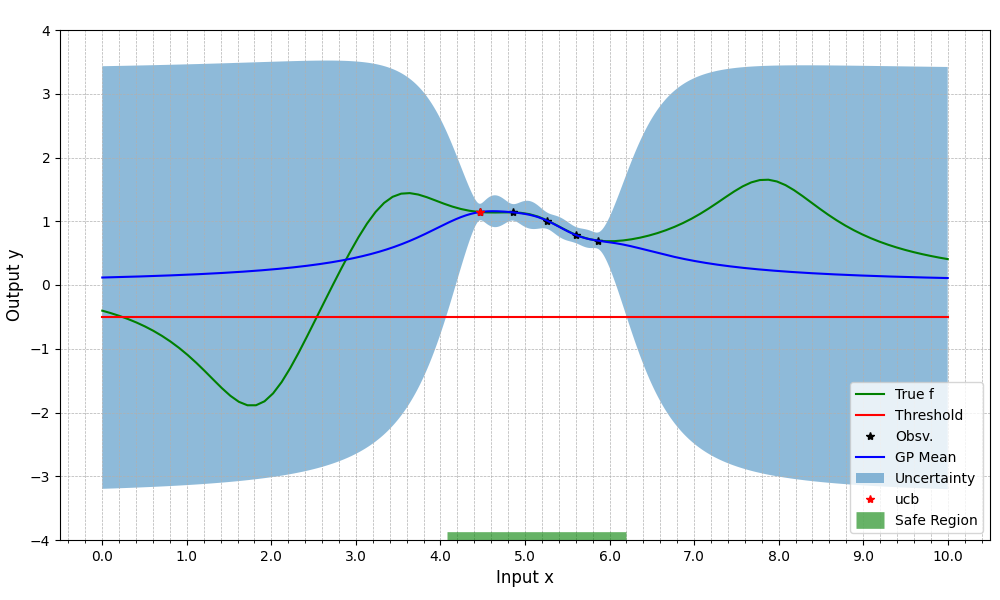 4
3
2
1
0
−1
−2
−3
−4
Output y
0.0 1.0 2.0 3.0 4.0 5.0 6.0 7.0 8.0 9.0 10.0
Input x
True f
Threshold
Obsv.
GP Mean
Uncertainty
ucb
Safe Region